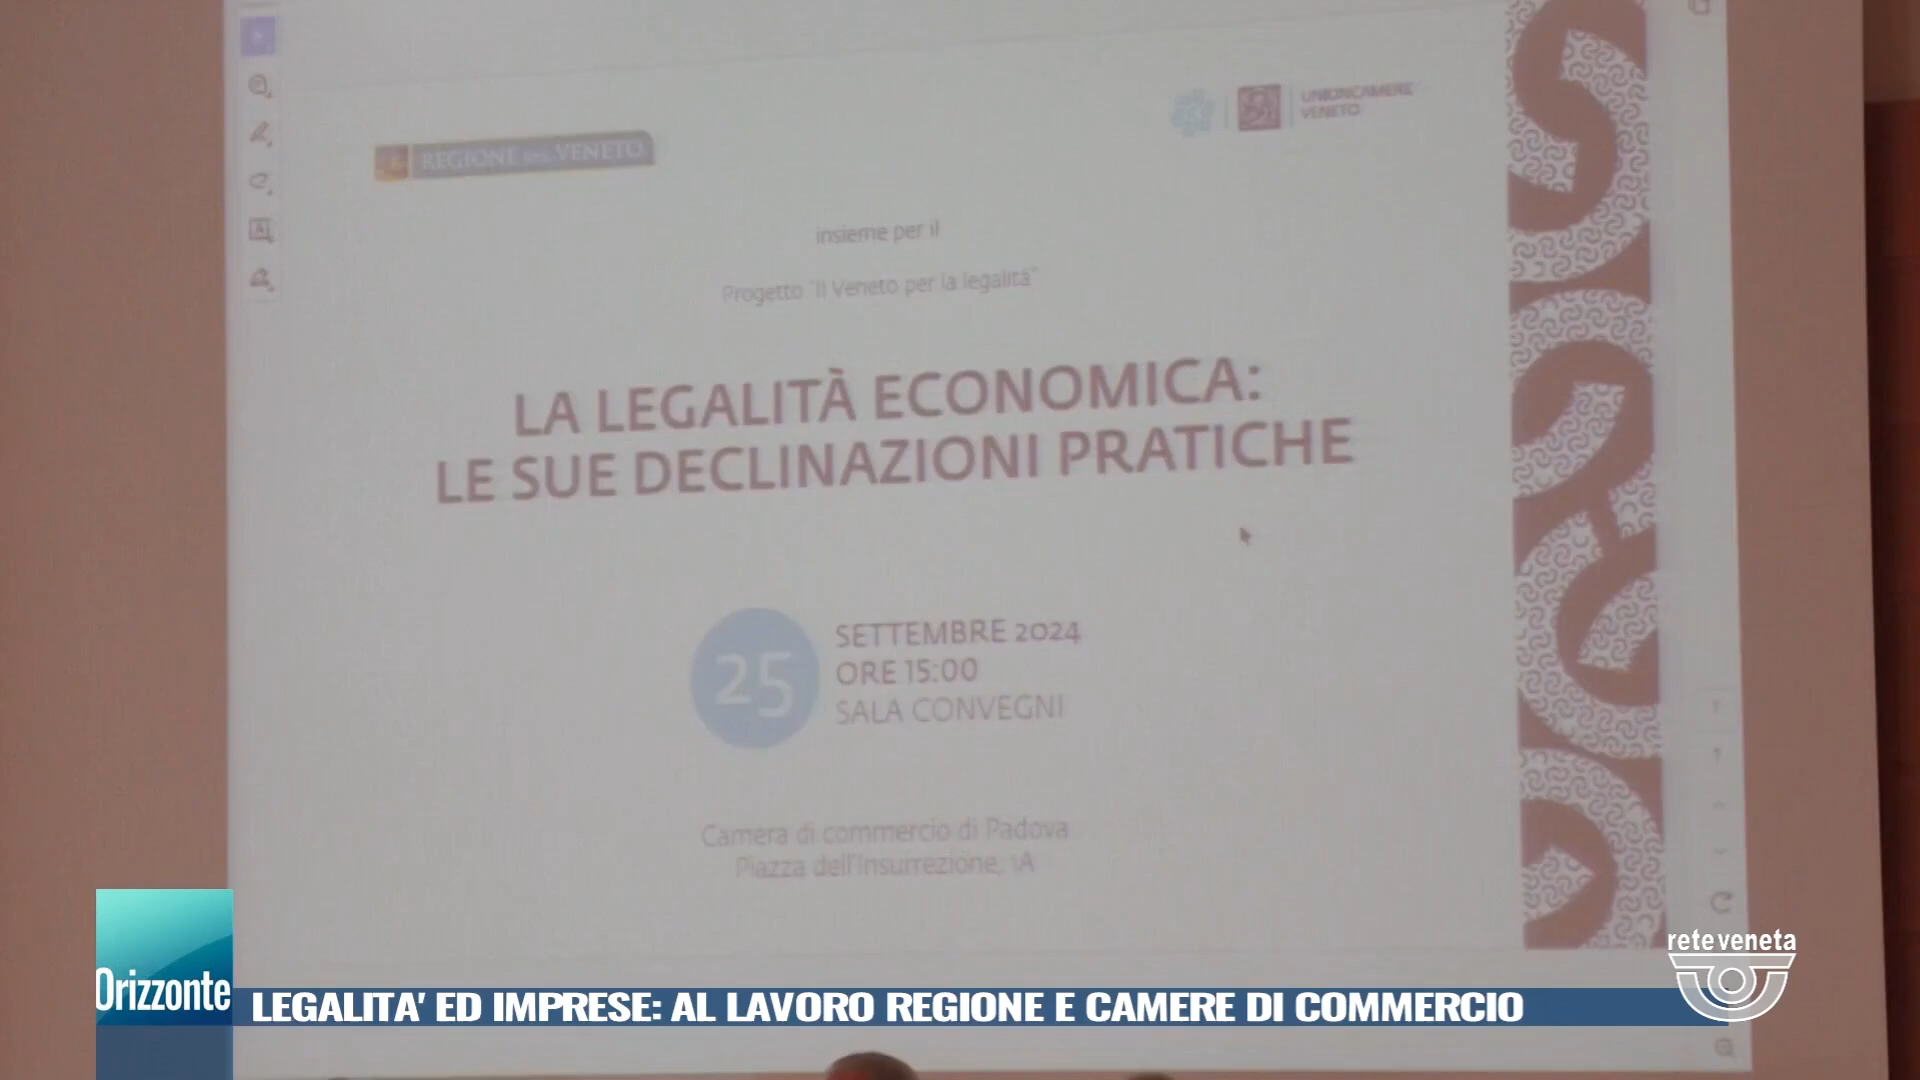 REGIONE DEL VENETO
UNIONCAMERE
VENETO
insieme per il
Progetto "Il Veneto per la legalità"
LA LEGALITÀ ECONOMICA:
LE SUE DECLINAZIONI PRATICHE
25
SETTEMBRE 2024
ORE 15:00
SALA CONVEGNI
Camera di commercio di Padova
Piazza dell'Insurrezione, 1A
reteveneta
Orizzonte
LEGALITA' ED IMPRESE: AL LAVORO REGIONE E CAMERE DI COMMERCIO